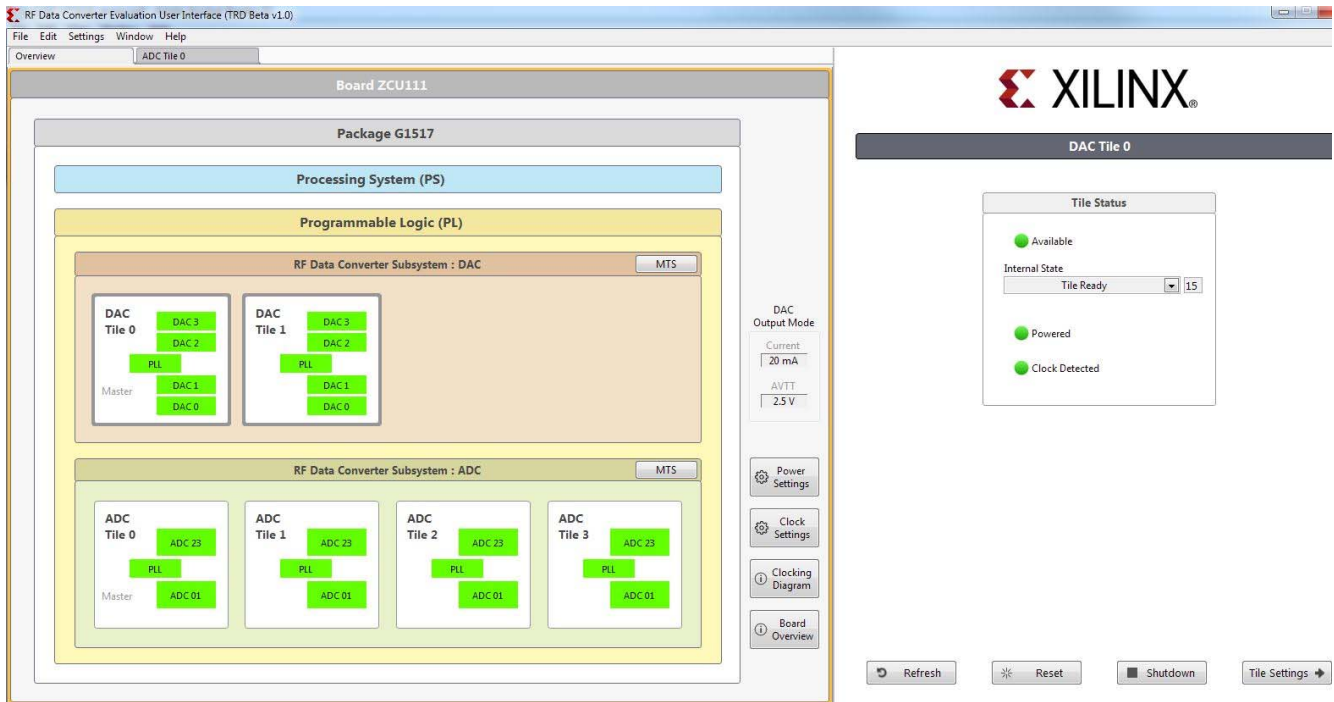 RF Data Converter Evaluation User Interface (TRD Beta v1.0)
File Edit Settings Window Help
Overview
ADC Tile 0
Board ZCU111
Package G1517
Processing System (PS)
Programmable Logic (PL)
RF Data Converter Subsystem : DAC
MTS
DAC
Tile 0
DAC 3
DAC 2
PLL
Master
DAC 1
DAC 0
DAC
Tile 1
DAC 3
DAC 2
PLL
DAC 1
DAC 0
RF Data Converter Subsystem : ADC
MTS
ADC
Tile 0
ADC 23
PLL
Master
ADC 01
ADC
Tile 1
ADC 23
PLL
ADC 01
ADC
Tile 2
ADC 23
PLL
ADC 01
ADC
Tile 3
ADC 23
PLL
ADC 01
DAC
Output Mode
Current
20 mA
AVTT
2.5 V
Power
Settings
Clock
Settings
Clocking
Diagram
Board
Overview
XILINX®
DAC Tile 0
Tile Status
Available
Internal State
Tile Ready 15
Powered
Clock Detected
Refresh
Reset
Shutdown
Tile Settings